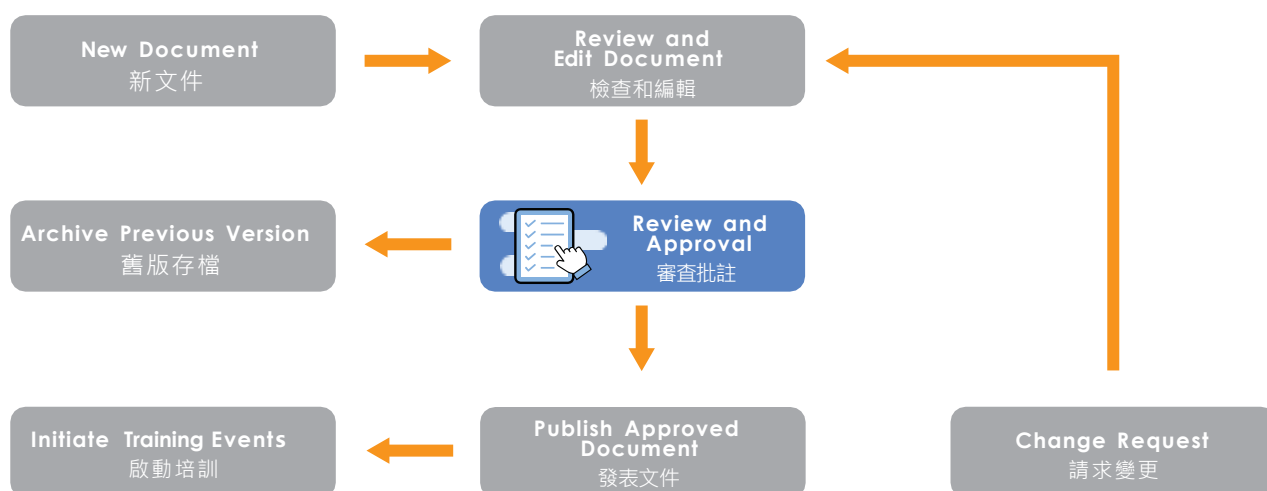 New Document
新文件
Review and
Edit Document
檢查和編輯
Archive Previous Version
舊版存檔
Review and
Approval
審查批註
Initiate Training Events
啟動培訓
Publish Approved
Document
發表文件
Change Request
請求變更